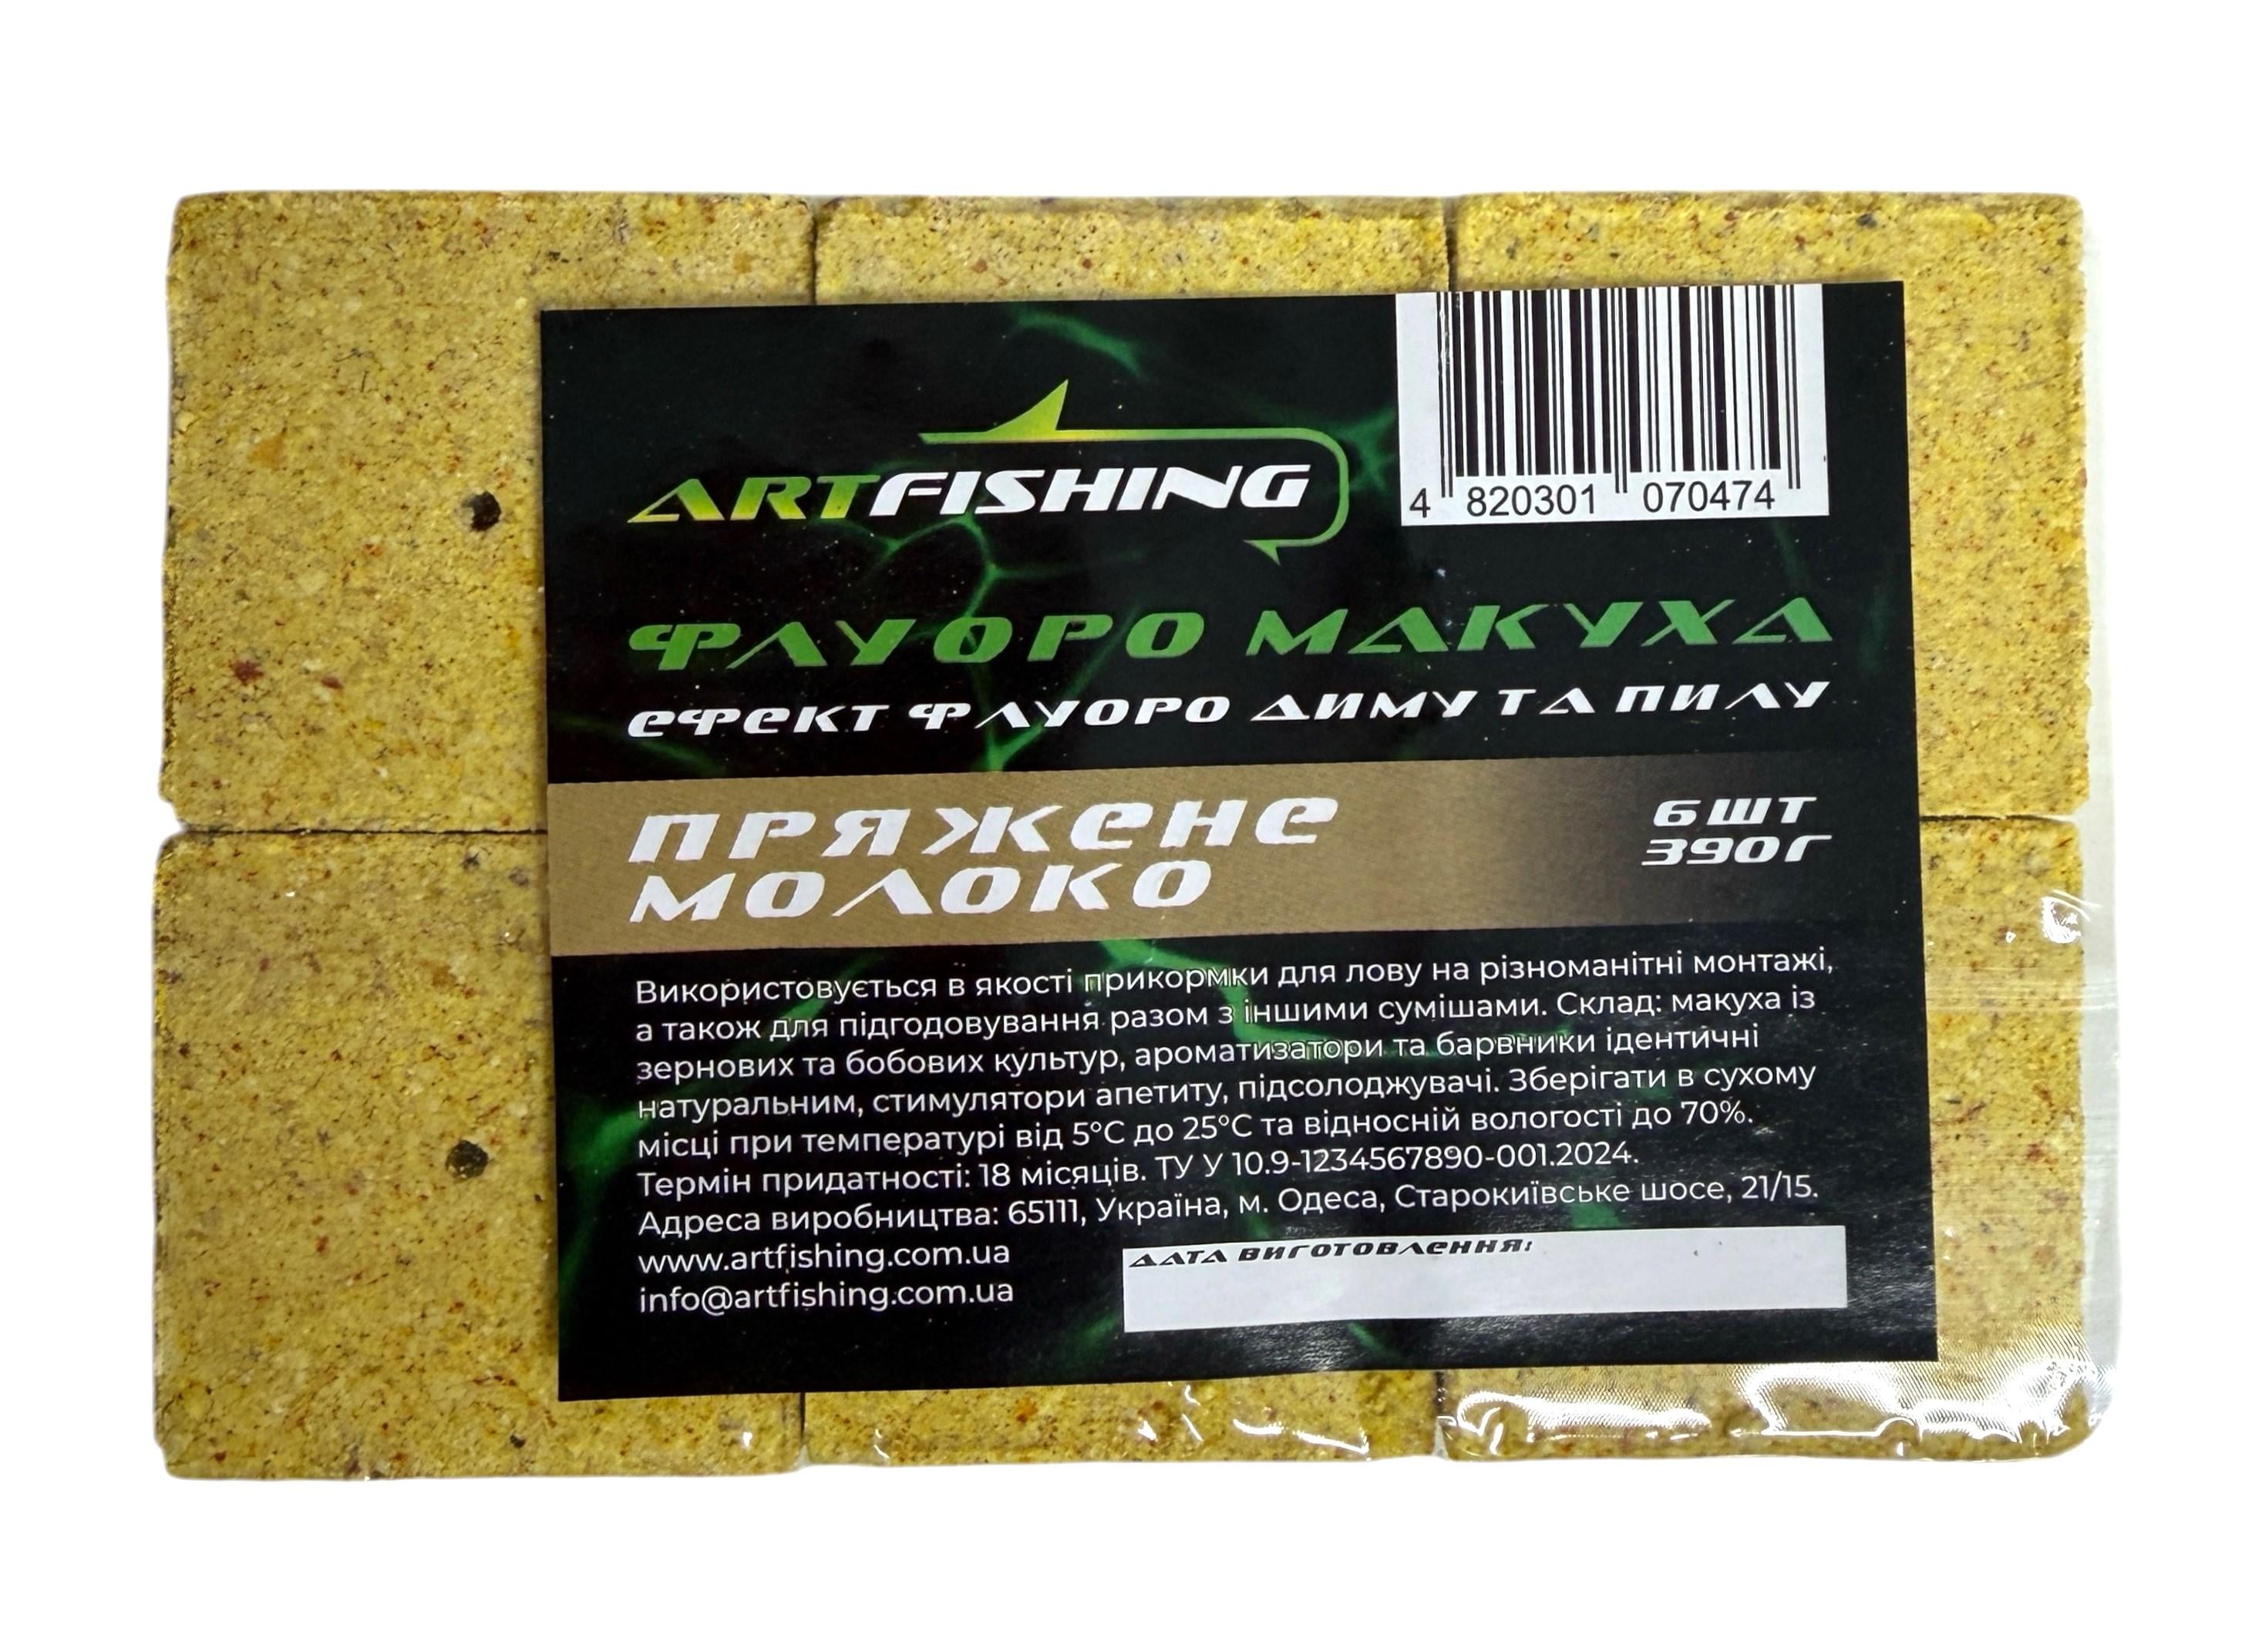 ARTFISHING
4 820301 070474
ФЛУОРО МАКУХА
ЕФЕКТ ФЛУОРО ДИМУ ТА ПИЛУ
ПРЯЖЕНЕ
МОЛОКО
6 ШТ
390Г
Використовується в якості прикормки для лову на різноманітні монтажі,
а також для підгодовування разом з іншими сумішами. Склад: макуха із
зернових та бобових культур, ароматизатори та барвники ідентичні
натуральним, стимулятори апетиту, підсолоджувачі. Зберігати в сухому
місці при температурі від 5°C до 25°C та відносній вологості до 70%.
Термін придатності: 18 місяців. ТУ У 10.9-1234567890-001.2024.
Адреса виробництва: 65111, Україна, м. Одеса, Старокиївське шосе, 21/15.
www.artfishing.com.ua
info@artfishing.com.ua
ДАТА ВИГОТОВЛЕННЯ: